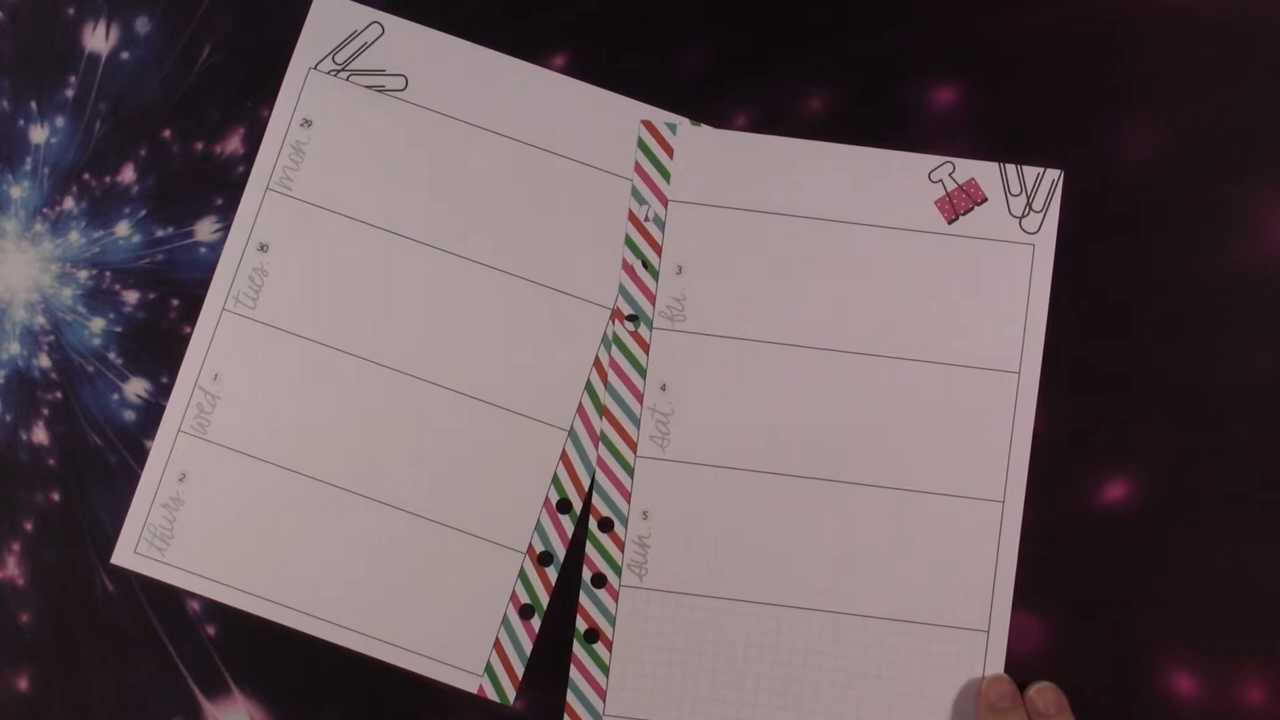 mon. 29
tues. 30
wed. 1
thurs. 2
fri. 3
sat. 4
sun. 5